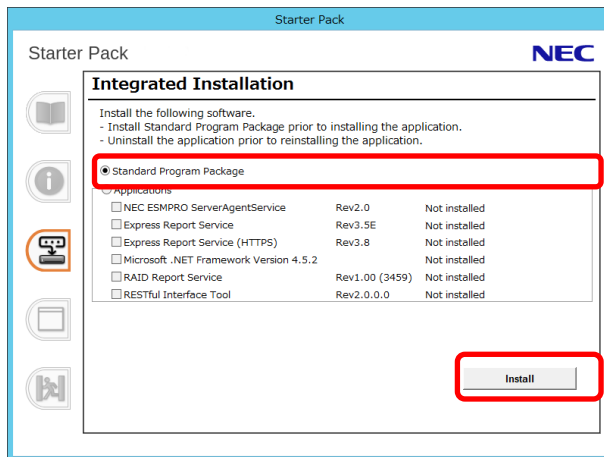 Starter Pack
Starter Pack
NEC
Integrated Installation
Install the following software.
- Install Standard Program Package prior to installing the application.
- Uninstall the application prior to reinstalling the application.
Standard Program Package
Applications
NEC ESMPRO ServerAgentService Rev2.0 Not installed
Express Report Service Rev3.5E Not installed
Express Report Service (HTTPS) Rev3.8 Not installed
Microsoft .NET Framework Version 4.5.2 Not installed
RAID Report Service Rev1.00 (3459) Not installed
RESTful Interface Tool Rev2.0.0.0 Not installed
Install